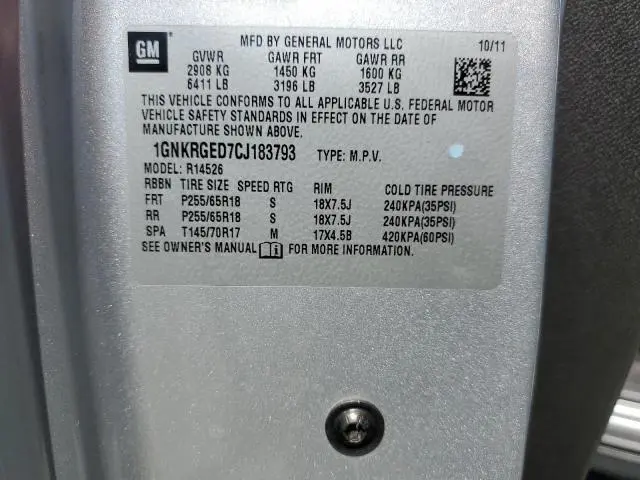 GM
MFD BY GENERAL MOTORS LLC 10/11
GVWR GAWR FRT GAWR RR
2908 KG 1450 KG 1600 KG
6411 LB 3196 LB 3527 LB
THIS VEHICLE CONFORMS TO ALL APPLICABLE U.S. FEDERAL MOTOR
VEHICLE SAFETY STANDARDS IN EFFECT ON THE DATE OF
MANUFACTURE SHOWN ABOVE.
1GNKRGED7CJ183793 TYPE: M.P.V.
MODEL: R14526
RBBN TIRE SIZE SPEED RTG RIM COLD TIRE PRESSURE
FRT P255/65R18 S 18X7.5J 240KPA(35PSI)
RR P255/65R18 S 18X7.5J 240KPA(35PSI)
SPA T145/70R17 M 17X4.5B 420KPA(60PSI)
SEE OWNER'S MANUAL FOR MORE INFORMATION.